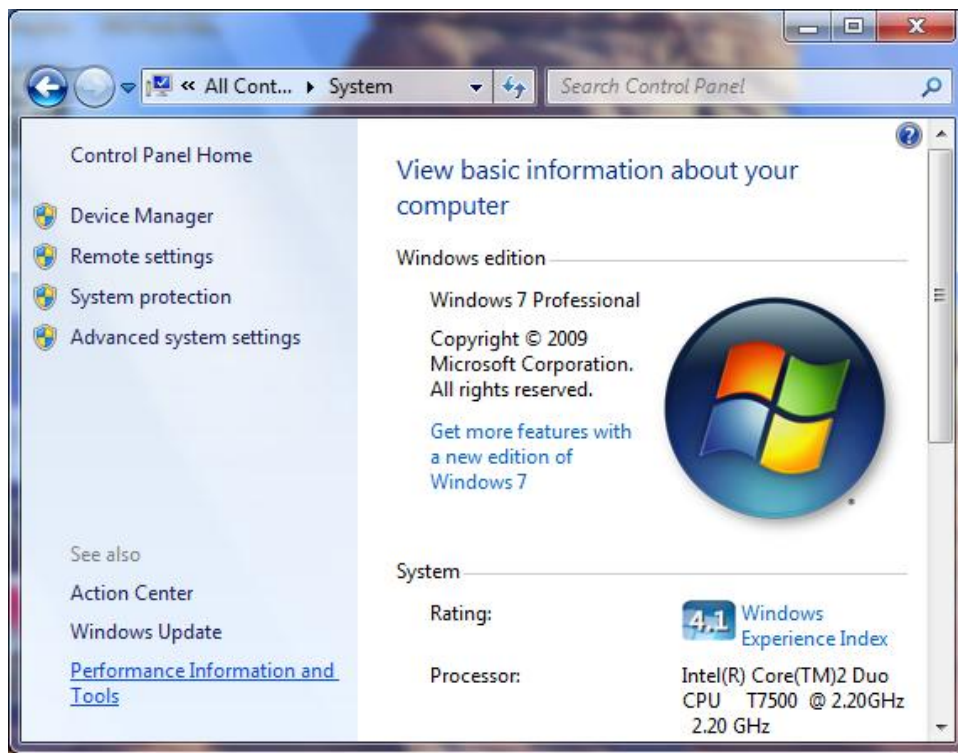 « All Cont... ▸ System
Search Control Panel
Control Panel Home
Device Manager
Remote settings
System protection
Advanced system settings
See also
Action Center
Windows Update
Performance Information and
Tools
View basic information about your
computer
Windows edition
Windows 7 Professional
Copyright © 2009
Microsoft Corporation.
All rights reserved.
Get more features with
a new edition of
Windows 7
System
Rating:
4.1 Windows
Experience Index
Processor:
Intel(R) Core(TM)2 Duo
CPU T7500 @ 2.20GHz
2.20 GHz